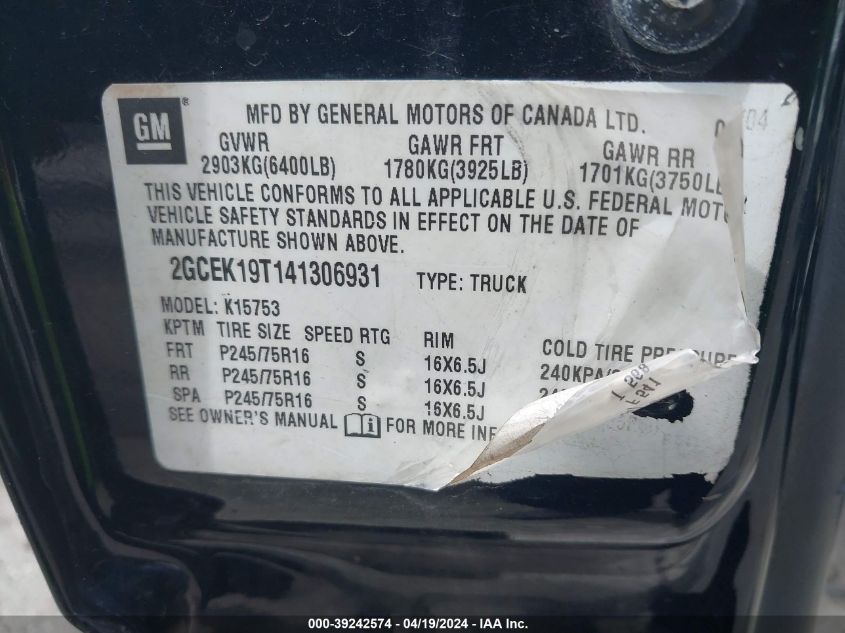 GM ®
MFD BY GENERAL MOTORS OF CANADA LTD.
GVWR GAWR FRT GAWR RR
2903KG(6400LB) 1780KG(3925LB) 1701KG(3750LB
THIS VEHICLE CONFORMS TO ALL APPLICABLE U.S. FEDERAL MOTOR
VEHICLE SAFETY STANDARDS IN EFFECT ON THE DATE OF
MANUFACTURE SHOWN ABOVE.
2GCEK19T141306931 TYPE: TRUCK
MODEL: K15753
KPTM TIRE SIZE SPEED RTG RIM COLD TIRE PRESSURE
FRT P245/75R16 S 16X6.5J 240KPA/
RR P245/75R16 S 16X6.5J
SPA P245/75R16 S 16X6.5J
SEE OWNER'S MANUAL FOR MORE INF
000-39242574 / 04/19/2024 - IAA Inc.